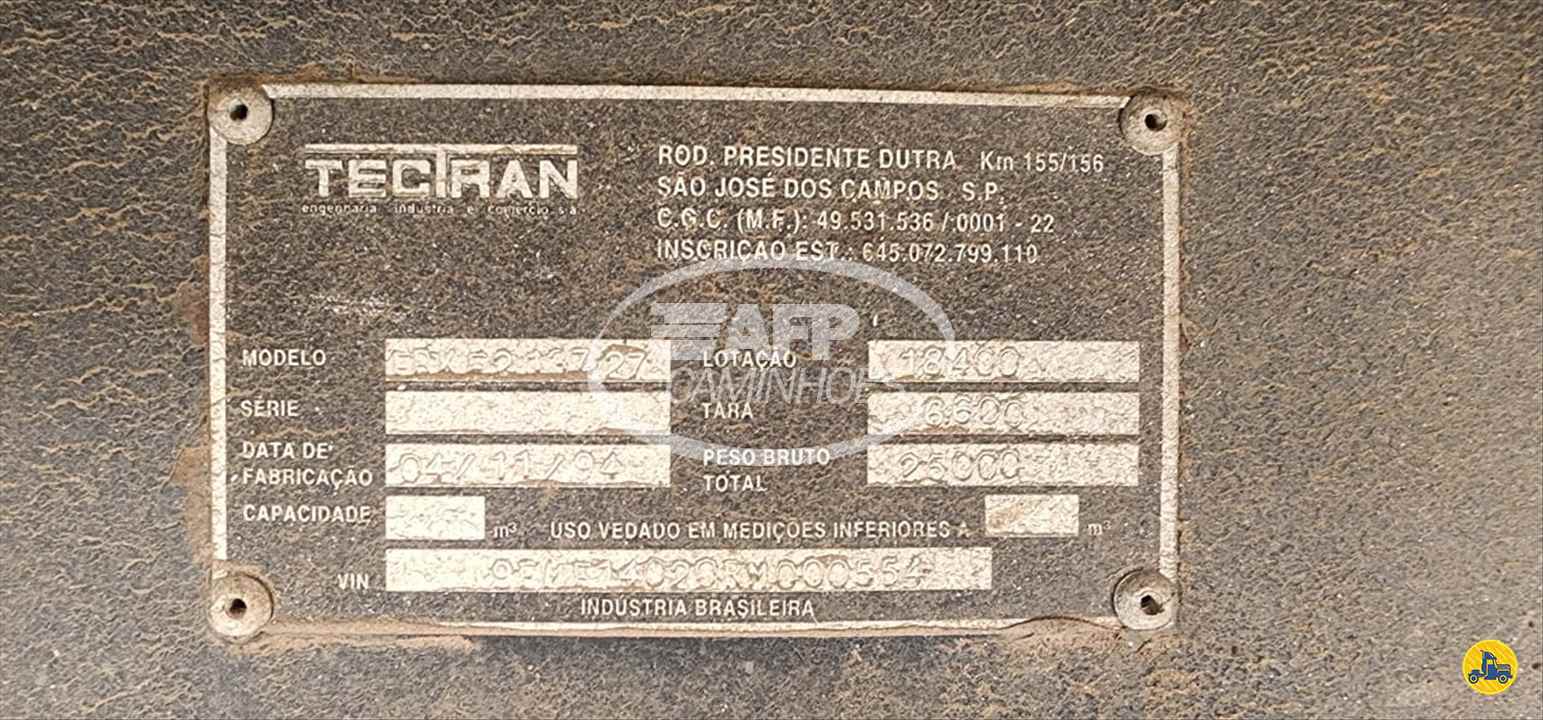 TECTRAN
engenharia indústria e comércio s.a
ROD. PRESIDENTE DUTRA Km 155/156
SÃO JOSÉ DOS CAMPOS S.P.
C.G.C. (M.F.): 49.531.536 / 0001 - 22
INSCRIÇÃO EST.: 645.072.799.110
AFP
CAMINHÕES
MODELO
LOTAÇÃO 18400
SÉRIE
TARA 6620
DATA DE FABRICAÇÃO 04/11/94
PESO BRUTO TOTAL 25000
CAPACIDADE m³ USO VEDADO EM MEDIÇÕES INFERIORES A m³
VIN
INDÚSTRIA BRASILEIRA